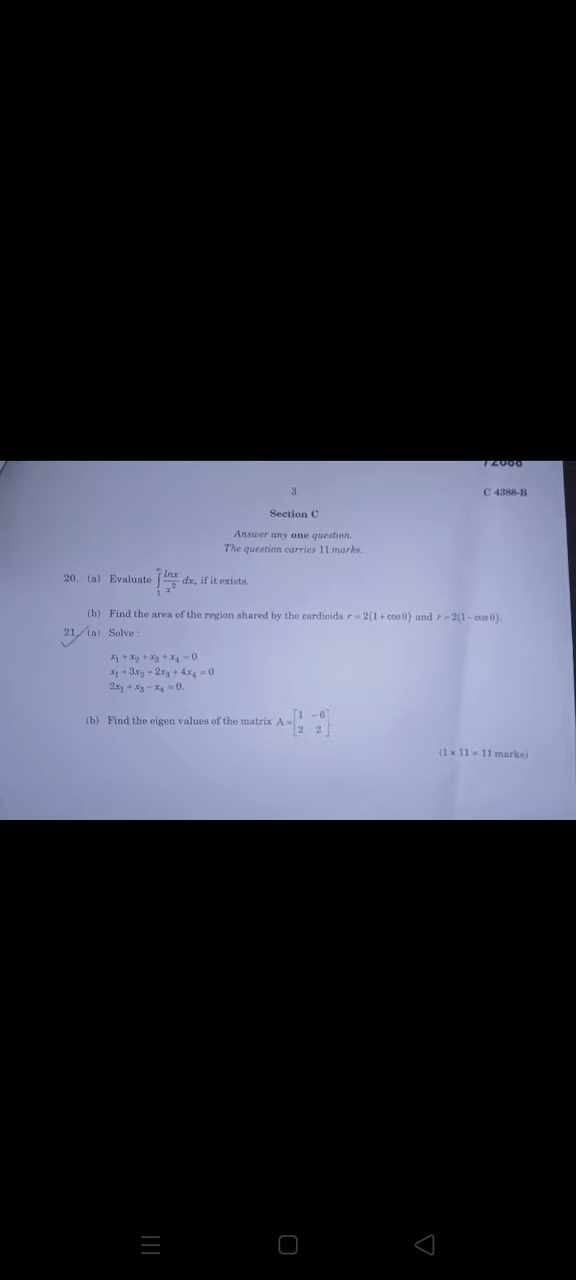 3
C 4388-B
Section C
Answer any one question.
The question carries 11 marks.
20. (a) Evaluate ∫₁^∞ lnx/x² dx, if it exists.
(b) Find the area of the region shared by the cardioids r = 2(1 + cosθ) and r = 2(1 − cosθ).
21. (a) Solve :
x₁ + x₂ + x₃ + x₄ = 0
x₁ + 3x₂ + 2x₃ + 4x₄ = 0
2x₁ + x₃ − x₄ = 0.
(b) Find the eigen values of the matrix A = [1 −6; 2 2]
(1 × 11 = 11 marks)